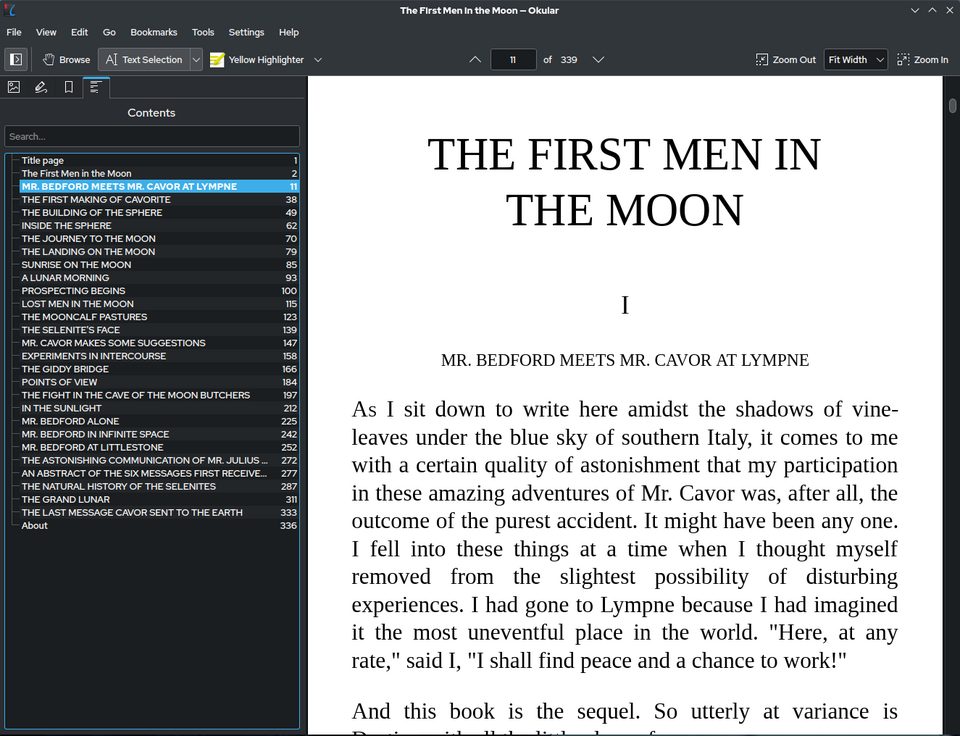 The First Men in the Moon — Okular
File View Edit Go Bookmarks Tools Settings Help
Browse Text Selection Yellow Highlighter 11 of 339 Zoom Out Fit Width Zoom In
Contents
Search...
Title page 1
The First Men in the Moon 2
MR. BEDFORD MEETS MR. CAVOR AT LYMPNE 11
THE FIRST MAKING OF CAVORITE 38
THE BUILDING OF THE SPHERE 49
INSIDE THE SPHERE 62
THE JOURNEY TO THE MOON 70
THE LANDING ON THE MOON 79
SUNRISE ON THE MOON 85
A LUNAR MORNING 93
PROSPECTING BEGINS 100
LOST MEN IN THE MOON 115
THE MOONCALF PASTURES 123
THE SELENITE'S FACE 139
MR. CAVOR MAKES SOME SUGGESTIONS 147
EXPERIMENTS IN INTERCOURSE 158
THE GIDDY BRIDGE 166
POINTS OF VIEW 184
THE FIGHT IN THE CAVE OF THE MOON BUTCHERS 197
IN THE SUNLIGHT 212
MR. BEDFORD ALONE 225
MR. BEDFORD IN INFINITE SPACE 242
MR. BEDFORD AT LITTLESTONE 252
THE ASTONISHING COMMUNICATION OF MR. JULIUS ... 272
AN ABSTRACT OF THE SIX MESSAGES FIRST RECEIVE... 277
THE NATURAL HISTORY OF THE SELENITES 287
THE GRAND LUNAR 311
THE LAST MESSAGE CAVOR SENT TO THE EARTH 333
About 336
THE FIRST MEN IN
THE MOON
I
MR. BEDFORD MEETS MR. CAVOR AT LYMPNE
As I sit down to write here amidst the shadows of vine-
leaves under the blue sky of southern Italy, it comes to me
with a certain quality of astonishment that my participation
in these amazing adventures of Mr. Cavor was, after all, the
outcome of the purest accident. It might have been any one.
I fell into these things at a time when I thought myself
removed from the slightest possibility of disturbing
experiences. I had gone to Lympne because I had imagined
it the most uneventful place in the world. "Here, at any
rate," said I, "I shall find peace and a chance to work!"
And this book is the sequel. So utterly at variance is